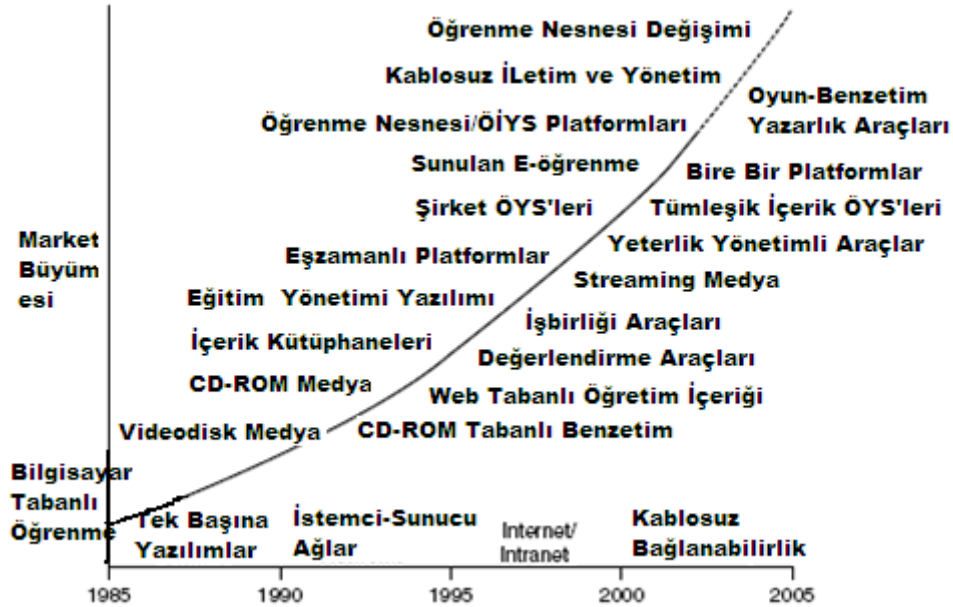 Öğrenme Nesnesi Değişimi
Kablosuz İLetim ve Yönetim
Oyun-Benzetim
Yazarlık Araçları
Öğrenme Nesnesi/ÖİYS Platformları
Sunulan E-öğrenme
Bire Bir Platformlar
Şirket ÖYS'leri
Tümleşik İçerik ÖYS'leri
Market
Büyüm
esi
Yeterlik Yönetimli Araçlar
Eşzamanlı Platformlar
Streaming Medya
Eğitim Yönetimi Yazılımı
İşbirliği Araçları
İçerik Kütüphaneleri
Değerlendirme Araçları
CD-ROM Medya
Web Tabanlı Öğretim İçeriği
Videodisk Medya
CD-ROM Tabanlı Benzetim
Bilgisayar
Tabanlı
Öğrenme
Tek Başına
Yazılımlar
İstemci-Sunucu
Ağlar
Internet/
Intranet
Kablosuz
Bağlanabilirlik
1985
1990
1995
2000
2005